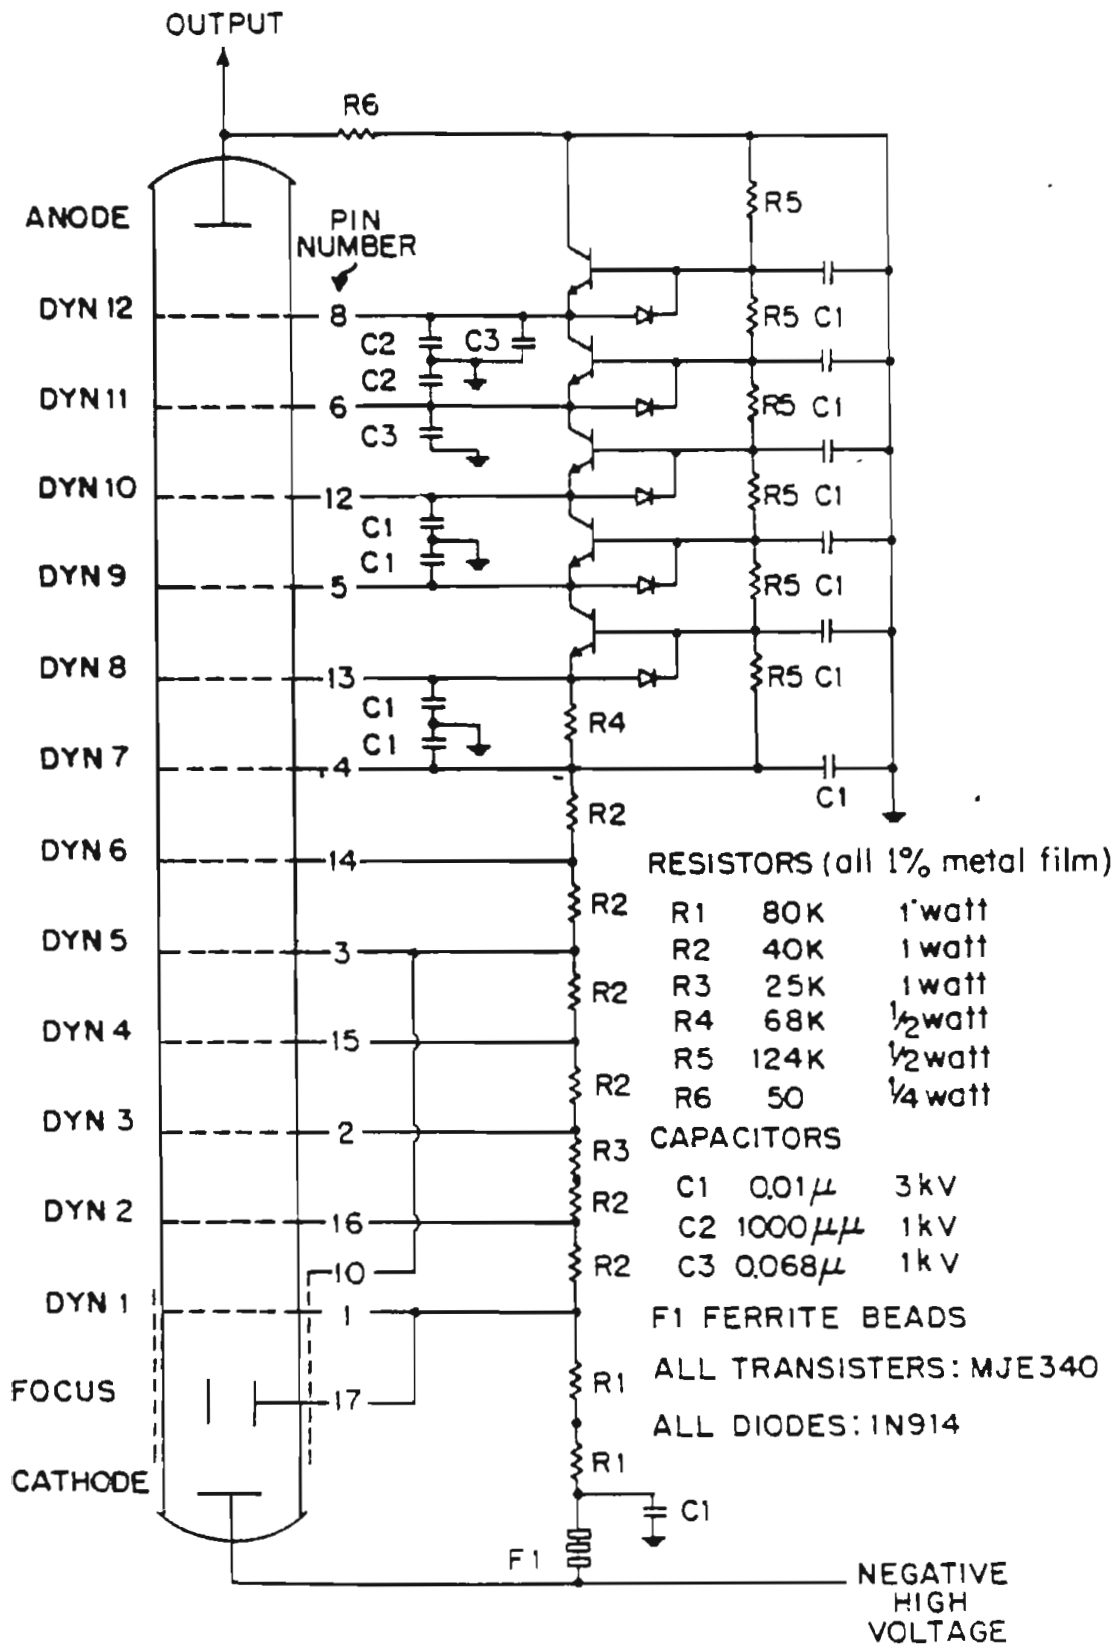 OUTPUT
R6
ANODE
PIN
NUMBER
R5
DYN 12
8
C2
C3
R5 C1
C2
DYN 11
6
R5 C1
C3
DYN 10
12
R5 C1
C1
C1
DYN 9
5
R5 C1
DYN 8
13
R5 C1
C1
R4
C1
DYN 7
4
C1
R2
DYN 6
14
RESISTORS (all 1% metal film)
R2
R1 80K 1 watt
DYN 5
3
R2 40K 1 watt
R2
R3 25K 1 watt
R4 68K 1/2 watt
DYN 4
15
R5 124K 1/2 watt
R2
R6 50 1/4 watt
DYN 3
2
CAPACITORS
R3
C1 0.01µ 3kV
R2
DYN 2
16
C2 1000µµ 1kV
R2
C3 0.068µ 1kV
10
DYN 1
1
F1 FERRITE BEADS
ALL TRANSISTERS: MJE340
R1
FOCUS
17
ALL DIODES: 1N914
R1
CATHODE
C1
F1
NEGATIVE
HIGH
VOLTAGE